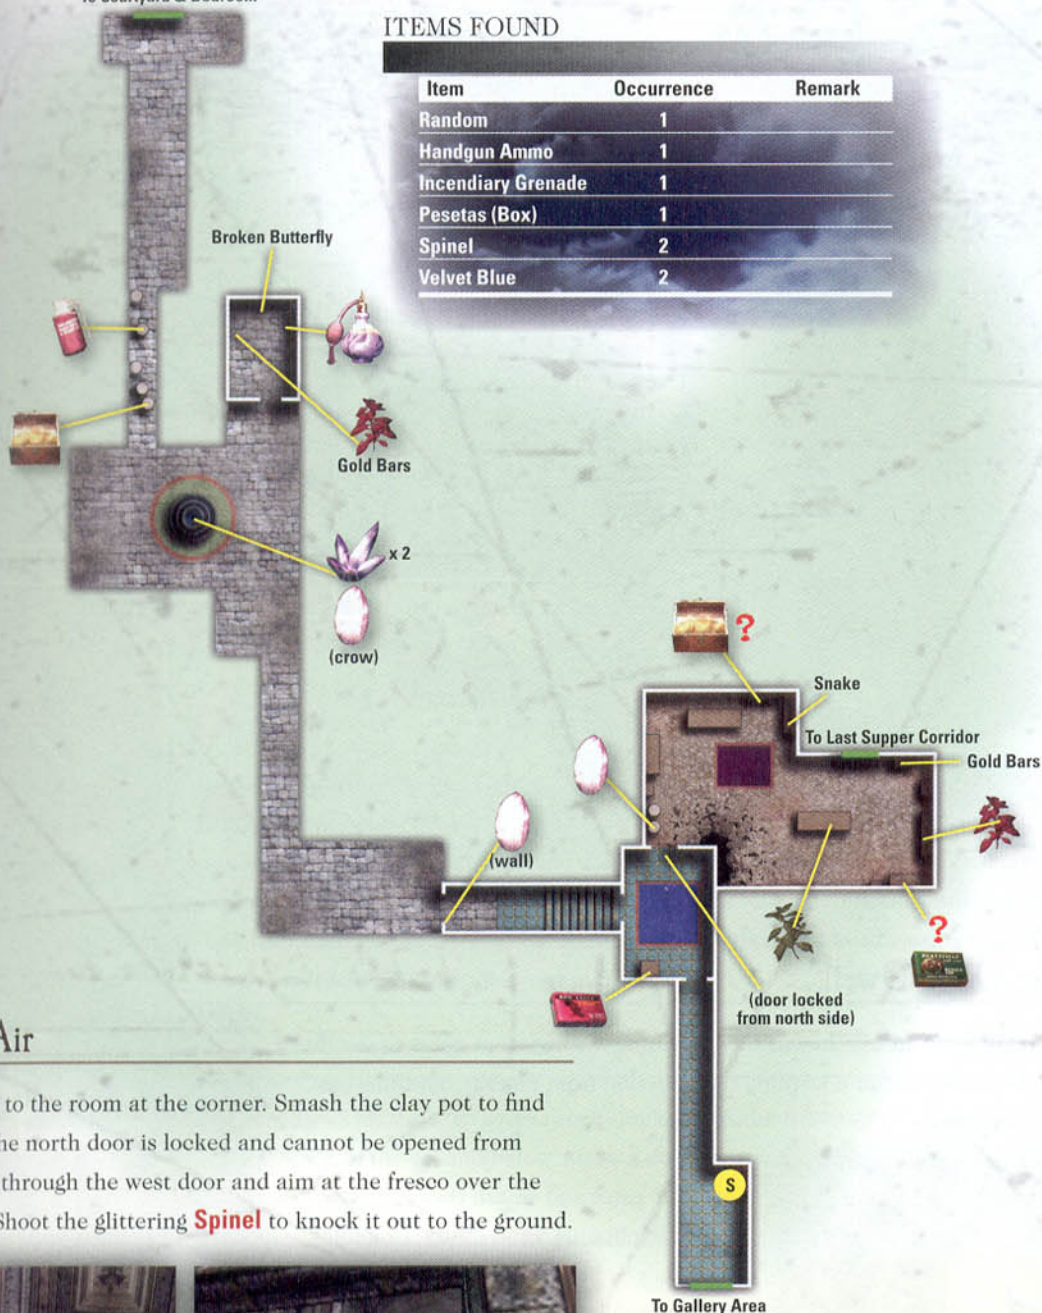 ITEMS FOUND
Item Occurrence Remark
Random 1
Handgun Ammo 1
Incendiary Grenade 1
Pesetas (Box) 1
Spinel 2
Velvet Blue 2
Broken Butterfly
Gold Bars
x 2
(crow)
?
Snake
To Last Supper Corridor
Gold Bars
(wall)
?
(door locked
from north side)
Air
to the room at the corner. Smash the clay pot to find
he north door is locked and cannot be opened from
through the west door and aim at the fresco over the
Shoot the glittering Spinel to knock it out to the ground.
S
To Gallery Area